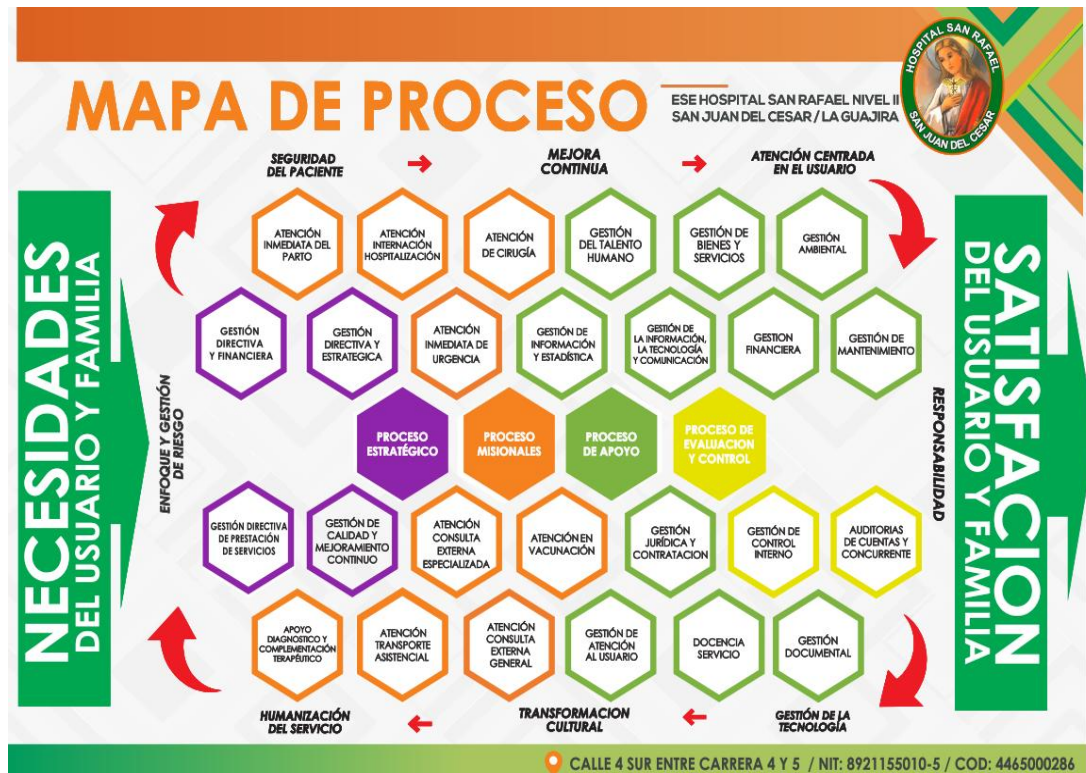 MAPA DE PROCESO
ESE HOSPITAL SAN RAFAEL NIVEL II
SAN JUAN DEL CESAR / LA GUAJIRA
HOSPITAL SAN RAFAEL
SAN JUAN DEL CESAR
SEGURIDAD
DEL PACIENTE
MEJORA
CONTINUA
ATENCIÓN CENTRADA
EN EL USUARIO
NECESIDADES
DEL USUARIO Y FAMILIA
ENFOQUE Y GESTIÓN
DE RIESGO
ATENCIÓN
INMEDIATA DEL
PARTO
ATENCIÓN
INTERNACIÓN
HOSPITALIZACIÓN
ATENCIÓN
DE CIRUGÍA
GESTIÓN
DEL TALENTO
HUMANO
GESTIÓN DE
BIENES Y
SERVICIOS
GESTIÓN
AMBIENTAL
GESTIÓN
DIRECTIVA
Y FINANCIERA
GESTIÓN
DIRECTIVA Y
ESTRATEGICA
ATENCIÓN
INMEDIATA DE
URGENCIA
GESTIÓN DE
INFORMACIÓN
Y ESTADÍSTICA
GESTIÓN DE
LA INFORMACIÓN,
LA TECNOLOGÍA
Y COMUNICACIÓN
GESTION
FINANCIERA
GESTIÓN DE
MANTENIMIENTO
PROCESO
ESTRATÉGICO
PROCESO
MISIONALES
PROCESO
DE APOYO
PROCESO DE
EVALUACION
Y CONTROL
GESTIÓN DIRECTIVA
DE PRESTACIÓN
DE SERVICIOS
GESTIÓN DE
CALIDAD Y
MEJORAMIENTO
CONTINUO
ATENCIÓN
CONSULTA
EXTERNA
ESPECIALIZADA
ATENCIÓN EN
VACUNACIÓN
GESTIÓN
JURÍDICA Y
CONTRATACION
GESTIÓN DE
CONTROL
INTERNO
AUDITORIAS
DE CUENTAS Y
CONCURRENTE
APOYO
DIAGNOSTICO Y
COMPLEMENTACIÓN
TERAPÉUTICO
ATENCIÓN
TRANSPORTE
ASISTENCIAL
ATENCIÓN
CONSULTA
EXTERNA
GENERAL
GESTIÓN DE
ATENCIÓN
AL USUARIO
DOCENCIA
SERVICIO
GESTIÓN
DOCUMENTAL
RESPONSABILIDAD
SATISFACION
DEL USUARIO Y FAMILIA
HUMANIZACIÓN
DEL SERVICIO
TRANSFORMACION
CULTURAL
GESTIÓN DE LA
TECNOLOGÍA
CALLE 4 SUR ENTRE CARRERA 4 Y 5 / NIT: 8921155010-5 / COD: 4465000286